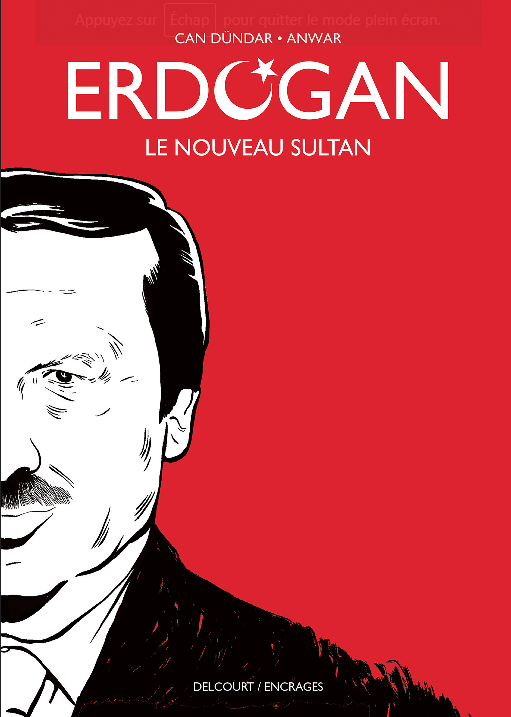 Appuyez sur Échap pour quitter le mode plein écran.
CAN DÜNDAR • ANWAR
ERDOGAN
LE NOUVEAU SULTAN
DELCOURT / ENCRAGES